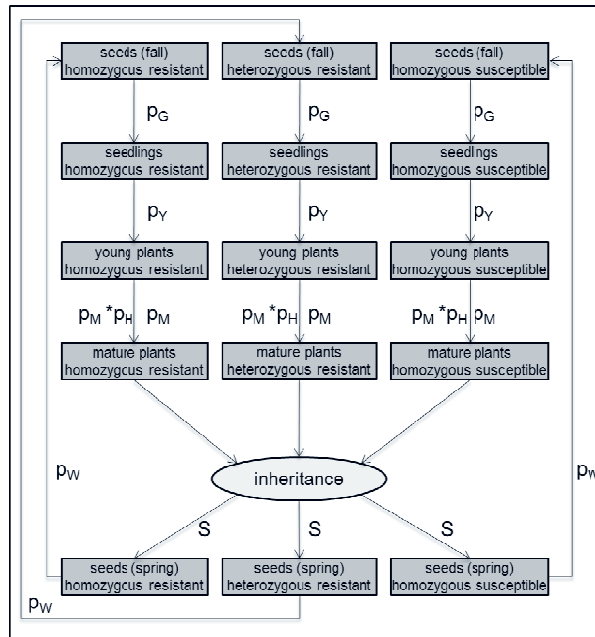 seeds (fall)
homozygous resistant
seeds (fall)
heterozygous resistant
seeds (fall)
homozygous susceptible
pG
pG
pG
seedlings
homozygous resistant
seedlings
heterozygous resistant
seedlings
homozygous susceptible
pY
pY
pY
young plants
homozygous resistant
young plants
heterozygous resistant
young plants
homozygous susceptible
pM *pH pM
pM *pH pM
pM *pH pM
mature plants
homozygous resistant
mature plants
heterozygous resistant
mature plants
homozygous susceptible
pW
inheritance
pW
S
S
S
seeds (spring)
homozygous resistant
seeds (spring)
heterozygous resistant
seeds (spring)
homozygous susceptible
pW